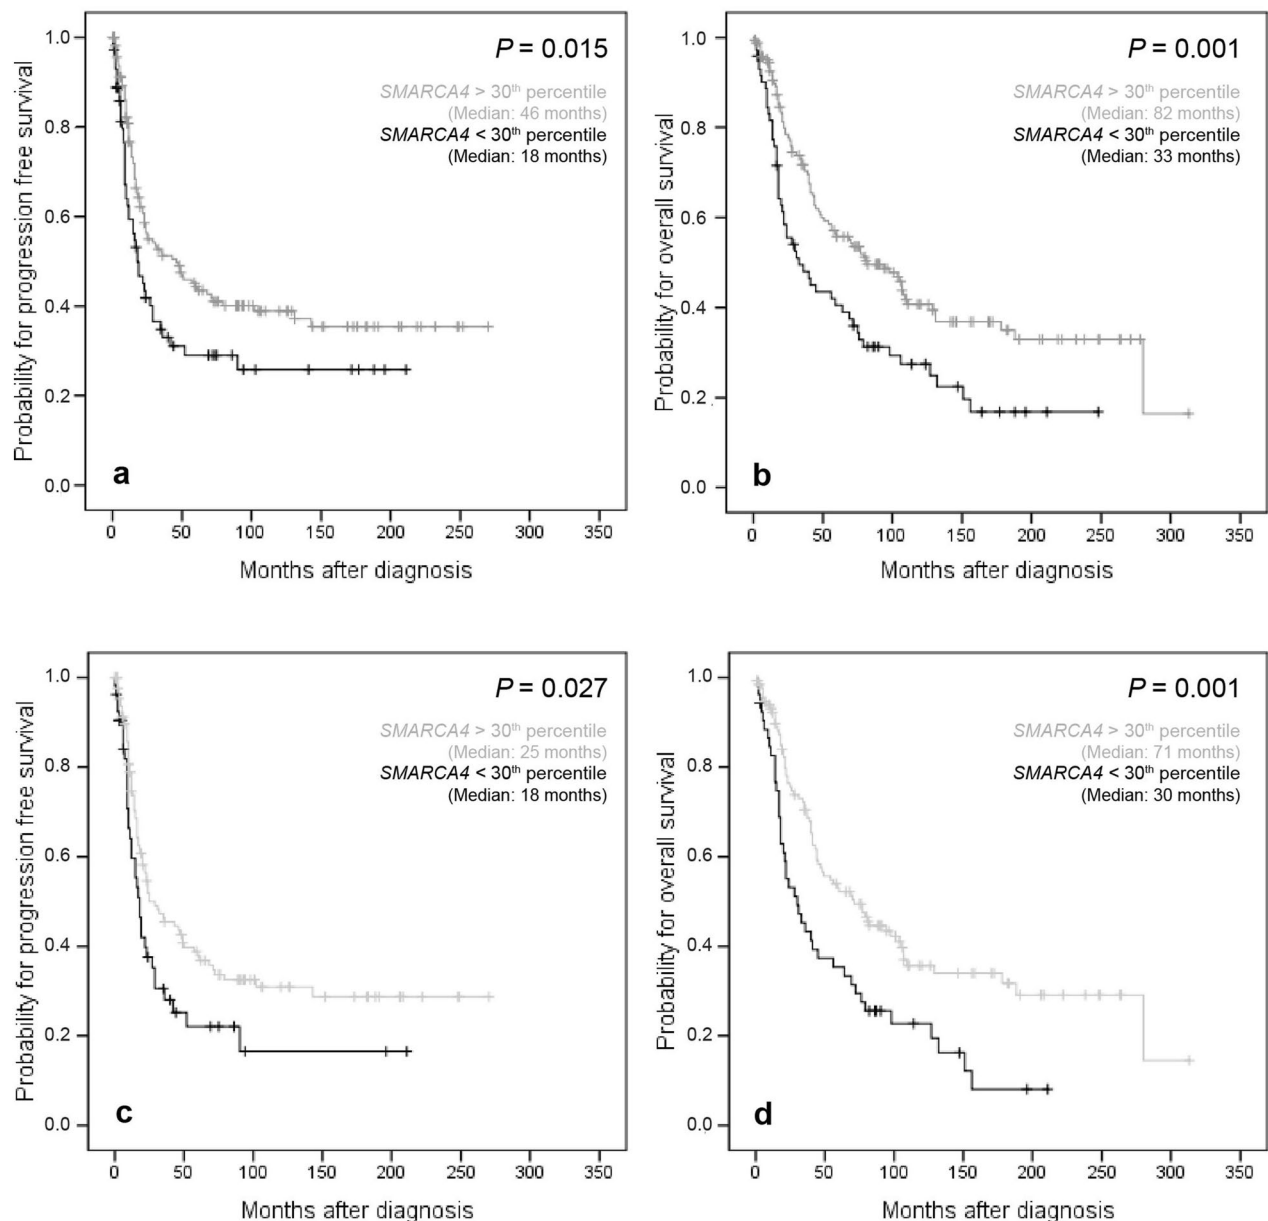 P = 0.015
SMARCA4 > 30th percentile
(Median: 46 months)
SMARCA4 < 30th percentile
(Median: 18 months)
Probability for progression free survival
1.0
0.8
0.6
0.4
0.2
0.0
a
0 50 100 150 200 250 300 350
Months after diagnosis
P = 0.001
SMARCA4 > 30th percentile
(Median: 82 months)
SMARCA4 < 30th percentile
(Median: 33 months)
Probability for overall survival
1.0
0.8
0.6
0.4
0.2
0.0
b
0 50 100 150 200 250 300 350
Months after diagnosis
P = 0.027
SMARCA4 > 30th percentile
(Median: 25 months)
SMARCA4 < 30th percentile
(Median: 18 months)
Probability for progression free survival
1.0
0.8
0.6
0.4
0.2
0.0
c
0 50 100 150 200 250 300 350
Months after diagnosis
P = 0.001
SMARCA4 > 30th percentile
(Median: 71 months)
SMARCA4 < 30th percentile
(Median: 30 months)
Probability for overall survival
1.0
0.8
0.6
0.4
0.2
0.0
d
0 50 100 150 200 250 300 350
Months after diagnosis